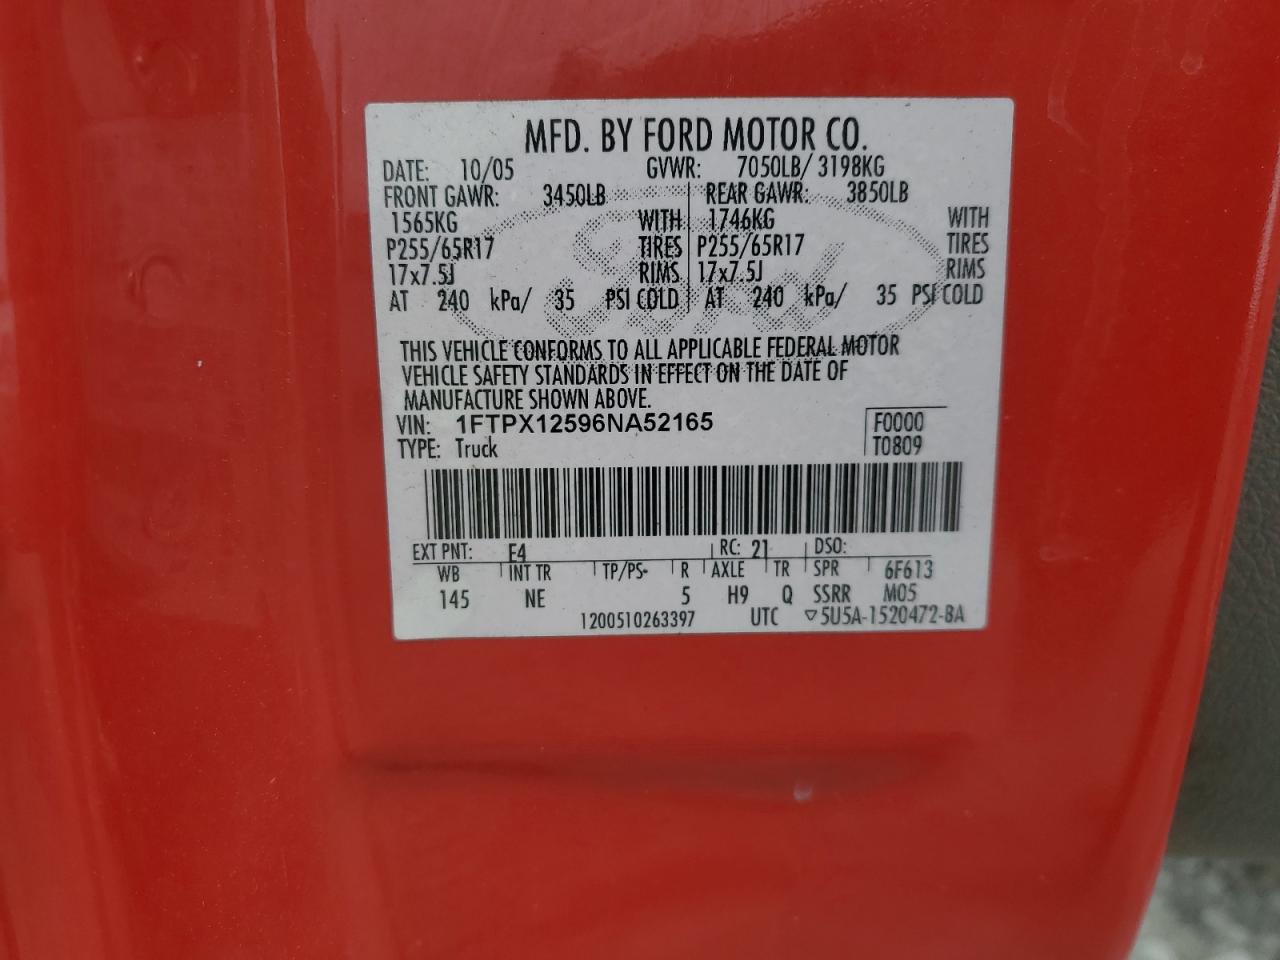 MFD. BY FORD MOTOR CO.
DATE: 10/05 GVWR: 7050LB/ 3198KG
FRONT GAWR: 3450LB REAR GAWR: 3850LB
1565KG WITH 1746KG WITH
P255/65R17 TIRES P255/65R17 TIRES
17x7.5J RIMS 17x7.5J RIMS
AT 240 kPa/ 35 PSI COLD AT 240 kPa/ 35 PSI COLD
Ford
THIS VEHICLE CONFORMS TO ALL APPLICABLE FEDERAL MOTOR
VEHICLE SAFETY STANDARDS IN EFFECT ON THE DATE OF
MANUFACTURE SHOWN ABOVE.
VIN: 1FTPX12596NA52165 F0000
TYPE: Truck T0809
EXT PNT: E4 RC: 21 DSO:
WB INT TR TP/PS R AXLE TR SPR 6F613
145 NE 5 H9 Q SSRR M05
1200510263397 UTC ▽5U5A-1520472-BA